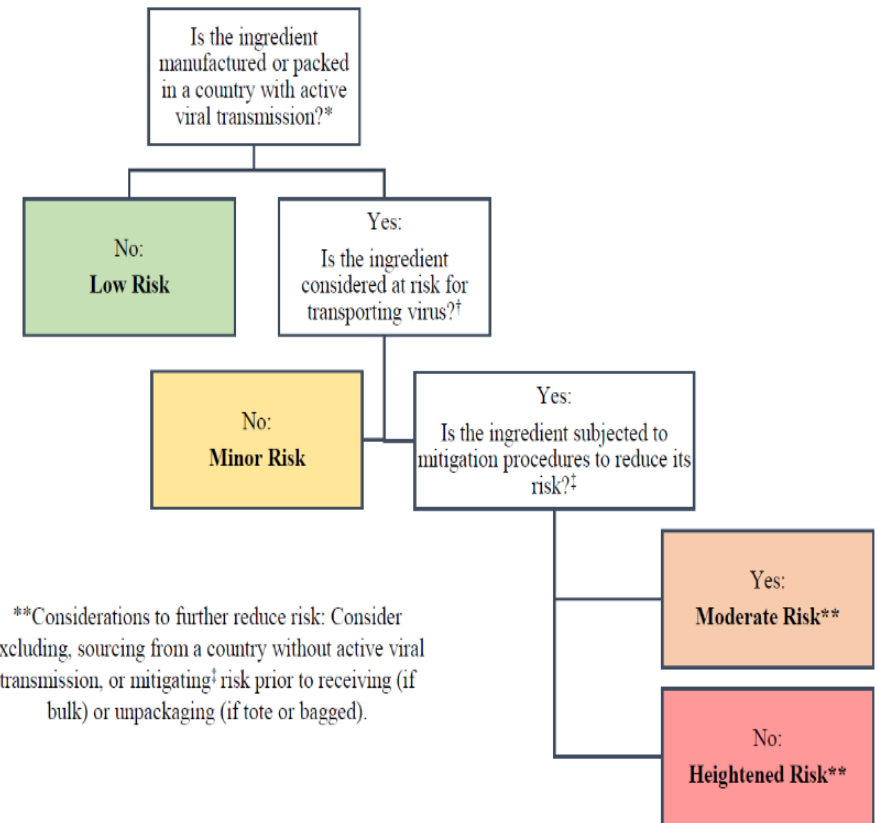 Is the ingredient
manufactured or packed
in a country with active
viral transmission?*
No:
Low Risk
Yes:
Is the ingredient
considered at risk for
transporting virus?†
No:
Minor Risk
Yes:
Is the ingredient subjected to
mitigation procedures to reduce its
risk?‡
Yes:
Moderate Risk**
No:
Heightened Risk**
**Considerations to further reduce risk: Consider
xcluding, sourcing from a country without active viral
transmission, or mitigating‡ risk prior to receiving (if
bulk) or unpackaging (if tote or bagged).